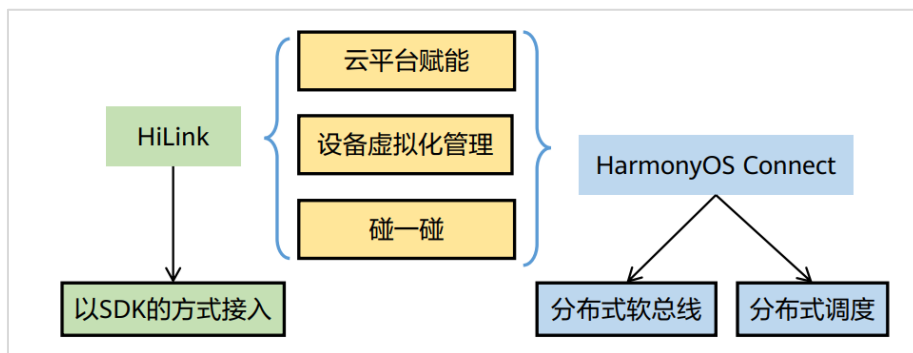 云平台赋能
HiLink
设备虚拟化管理
HarmonyOS Connect
碰一碰
以SDK的方式接入
分布式软总线
分布式调度